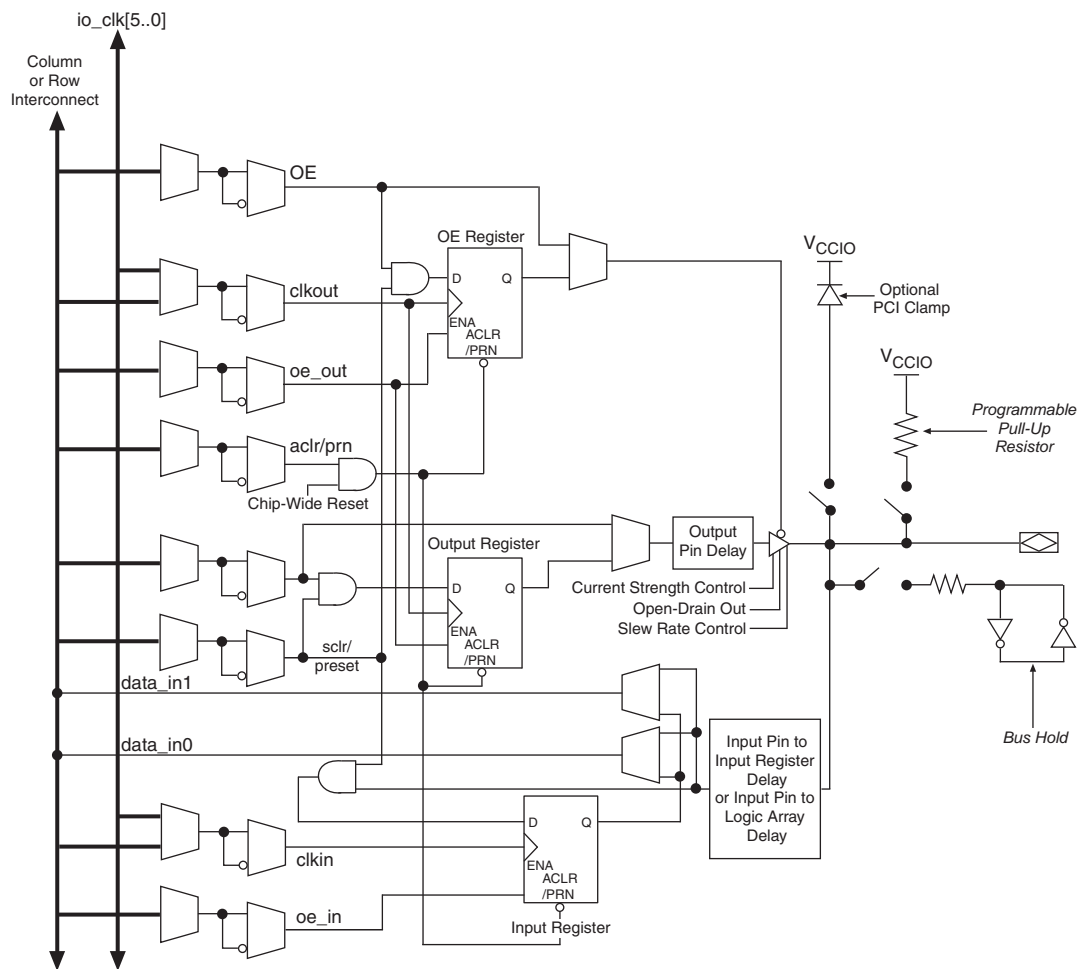 io_clk[5..0]
Column
or Row
Interconnect
OE
OE Register
D
Q
ENA
ACLR
/PRN
clkout
oe_out
aclr/prn
Chip-Wide Reset
VCCIO
Optional
PCI Clamp
VCCIO
Programmable
Pull-Up
Resistor
Output Register
D
Q
ENA
ACLR
/PRN
Output
Pin Delay
Current Strength Control
Open-Drain Out
Slew Rate Control
sclr/
preset
data_in1
data_in0
Bus Hold
Input Pin to
Input Register
Delay
or Input Pin to
Logic Array
Delay
D
Q
ENA
ACLR
/PRN
clkin
oe_in
Input Register